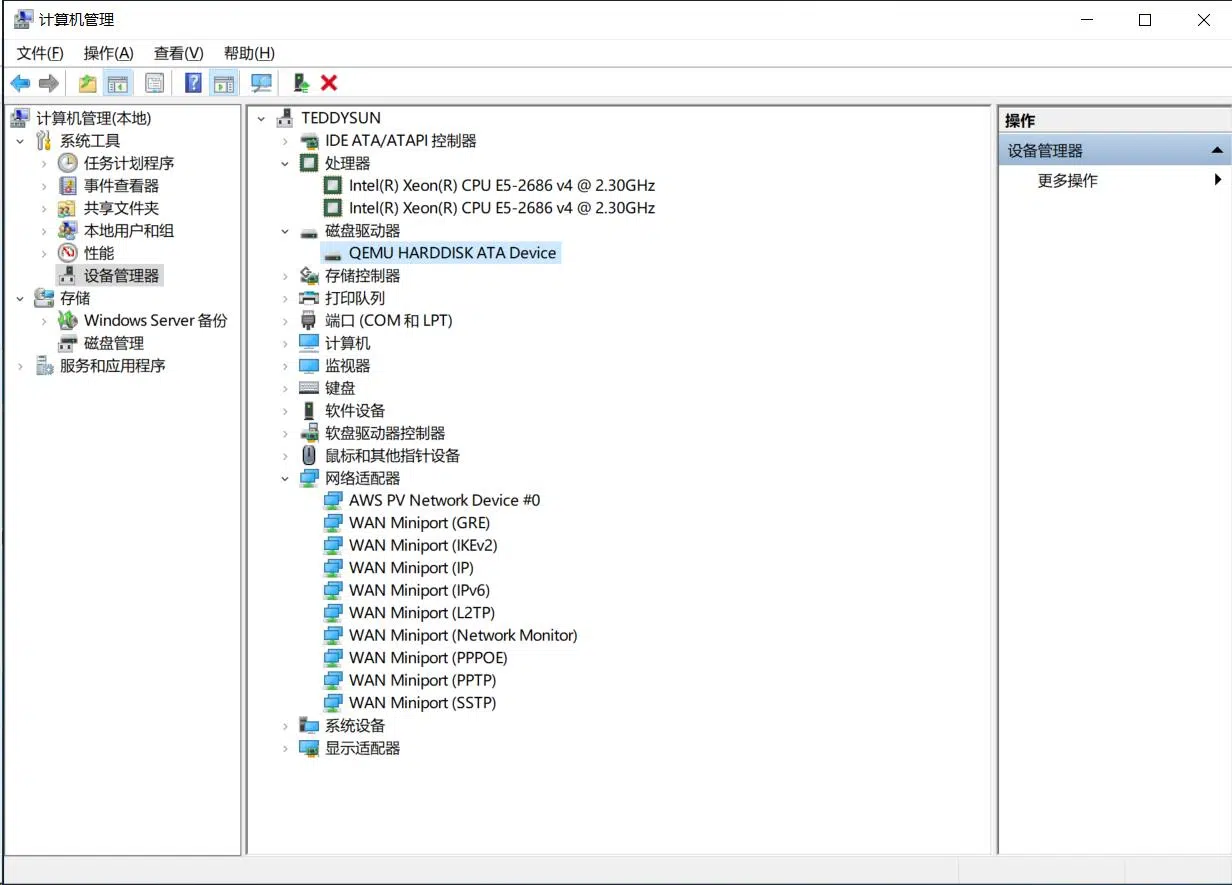 计算机管理
文件(F) 操作(A) 查看(V) 帮助(H)
计算机管理(本地)
系统工具
任务计划程序
事件查看器
共享文件夹
本地用户和组
性能
设备管理器
存储
Windows Server 备份
磁盘管理
服务和应用程序
TEDDYSUN
IDE ATA/ATAPI 控制器
处理器
Intel(R) Xeon(R) CPU E5-2686 v4 @ 2.30GHz
Intel(R) Xeon(R) CPU E5-2686 v4 @ 2.30GHz
磁盘驱动器
QEMU HARDDISK ATA Device
存储控制器
打印队列
端口 (COM 和 LPT)
计算机
监视器
键盘
软件设备
软盘驱动器控制器
鼠标和其他指针设备
网络适配器
AWS PV Network Device #0
WAN Miniport (GRE)
WAN Miniport (IKEv2)
WAN Miniport (IP)
WAN Miniport (IPv6)
WAN Miniport (L2TP)
WAN Miniport (Network Monitor)
WAN Miniport (PPPOE)
WAN Miniport (PPTP)
WAN Miniport (SSTP)
系统设备
显示适配器
操作
设备管理器
更多操作